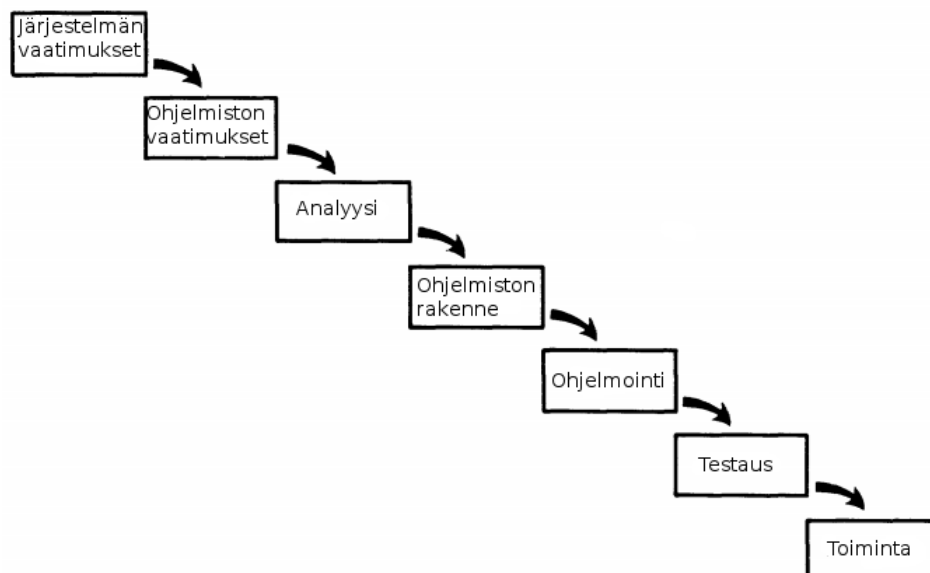 Järjestelmän
vaatimukset
Ohjelmiston
vaatimukset
Analyysi
Ohjelmiston
rakenne
Ohjelmointi
Testaus
Toiminta